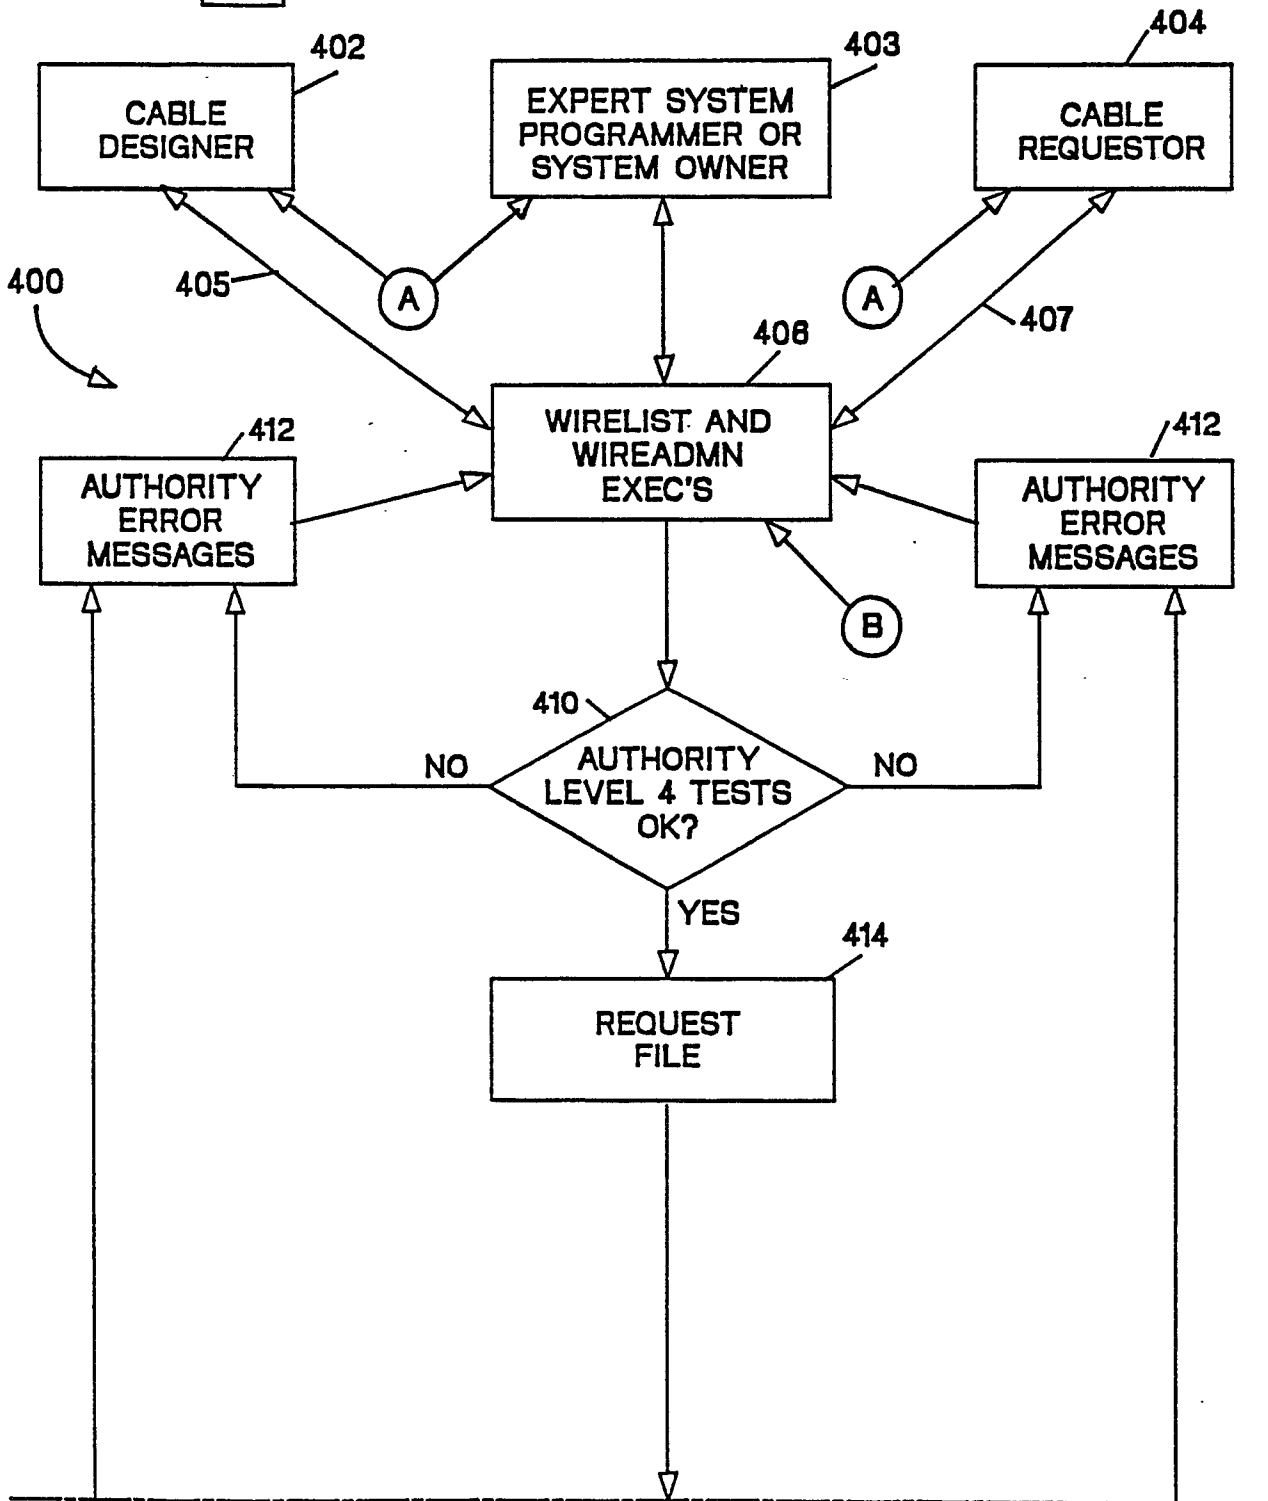 402
403
404
CABLE
DESIGNER
EXPERT SYSTEM
PROGRAMMER OR
SYSTEM OWNER
CABLE
REQUESTOR
400
405
A
A
407
406
412
WIRELIST AND
WIREADMN
EXEC'S
412
AUTHORITY
ERROR
MESSAGES
AUTHORITY
ERROR
MESSAGES
B
410
NO
AUTHORITY
LEVEL 4 TESTS
OK?
NO
YES
414
REQUEST
FILE